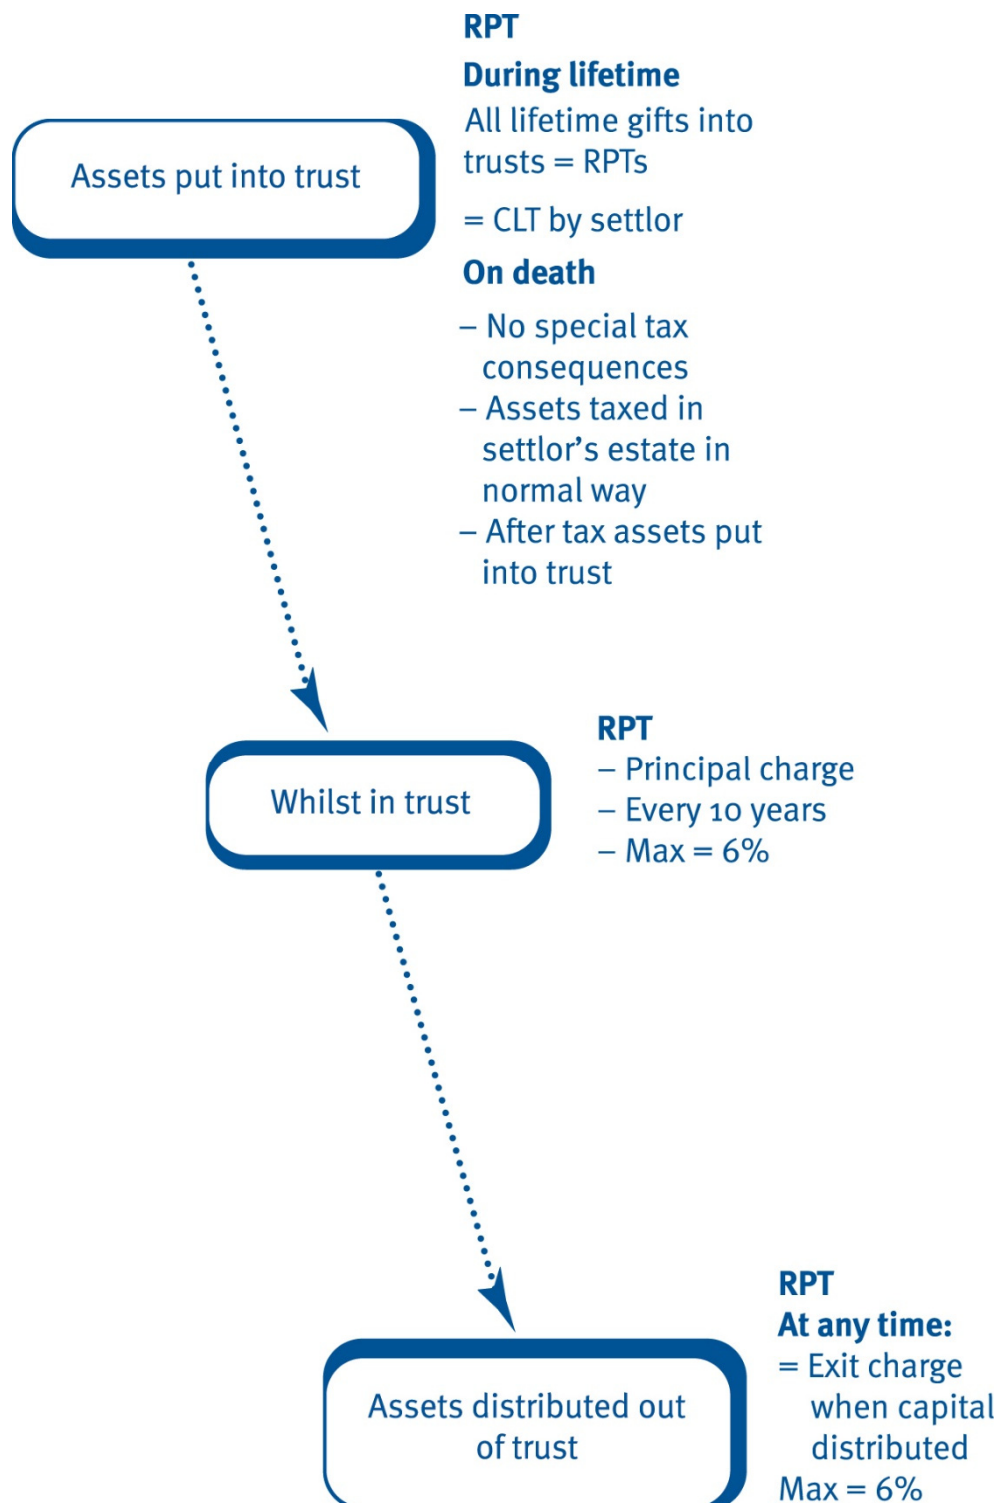 RPT
During lifetime
All lifetime gifts into
trusts = RPTs
= CLT by settlor
On death
– No special tax
consequences
– Assets taxed in
settlor’s estate in
normal way
– After tax assets put
into trust
Assets put into trust
RPT
– Principal charge
– Every 10 years
– Max = 6%
Whilst in trust
RPT
At any time:
= Exit charge
when capital
distributed
Max = 6%
Assets distributed out
of trust